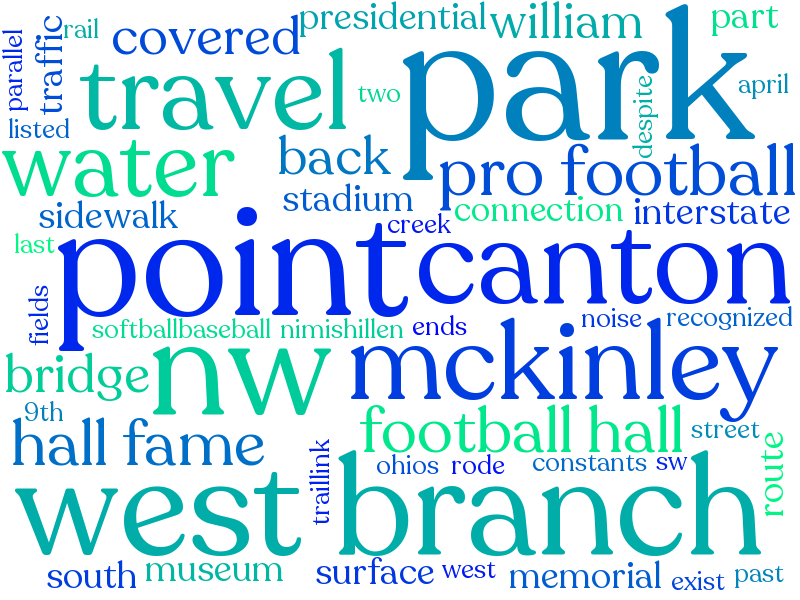 presidential
william
part
rail
covered
parallel
traffic
travel
park
two
despite
april
listed
water
back
pro football
stadium
sidewalk
connection
interstate
creek
last
point
canton
fields
softballbaseball
nimishillen
ends
noise
recognized
bridge
nw
mckinley
9th
hall fame
football hall
street
route
traillink
ohios
rode
constants
sw
west branch
south
museum
surface
west
memorial
exist
past